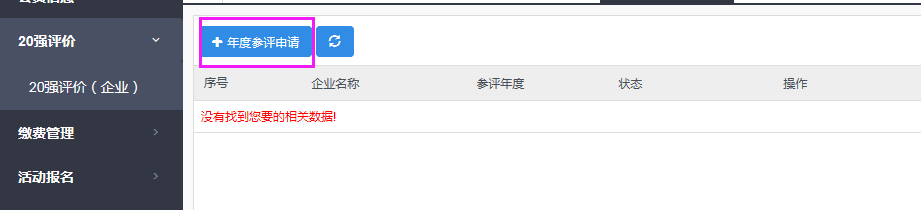 20强评价
20强评价（企业）
缴费管理
活动报名
年度参评申请
序号 企业名称 参评年度 状态 操作
没有找到您要的相关数据!